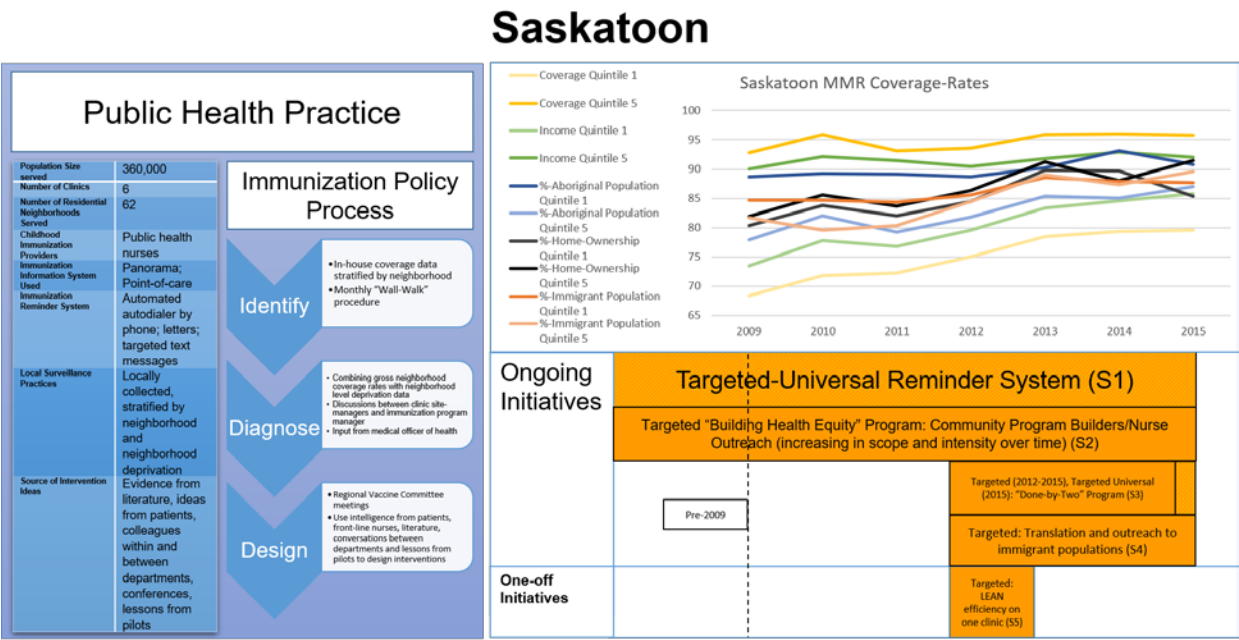 Saskatoon
Public Health Practice
Population Size
served
360,000
Number of Clinics
6
Number of Residential
Neighborhoods
Served
62
Childhood
Immunization
Providers
Public health
nurses
Immunization
Information System
Used
Panorama;
Point-of-care
Immunization
Reminder System
Automated
autodialer by
phone; letters;
targeted text
messages
Local Surveillance
Practices
Locally
collected,
stratified by
neighborhood
and
neighborhood
deprivation
Source of Intervention
Ideas
Evidence from
literature, ideas
from patients,
colleagues
within and
between
departments,
conferences,
lessons from
pilots
Immunization Policy
Process
Identify
•In-house coverage data
stratified by neighborhood
•Monthly "Wall-Walk"
procedure
Diagnose
• Combining gross neighborhood
coverage rates with neighborhood
level deprivation data
• Discussions between clinic site-
managers and immunization program
manager
• Input from medical officer of health
Design
•Regional Vaccine Committee
meetings
•Use intelligence from patients,
front-line nurses, literature,
conversations between
departments and lessons from
pilots to design interventions
Coverage Quintile 1
Coverage Quintile 5
Income Quintile 1
Income Quintile 5
%-Aboriginal Population
Quintile 1
%-Aboriginal Population
Quintile 5
%-Home-Ownership
Quintile 1
%-Home-Ownership
Quintile 5
%-Immigrant Population
Quintile 1
%-Immigrant Population
Quintile 5
Saskatoon MMR Coverage-Rates
100
95
90
85
80
75
70
65
2009 2010 2011 2012 2013 2014 2015
Ongoing
Initiatives
Targeted-Universal Reminder System (S1)
Targeted "Building Health Equity" Program: Community Program Builders/Nurse
Outreach (increasing in scope and intensity over time) (S2)
Targeted (2012-2015), Targeted Universal
(2015): "Done-by-Two" Program (S3)
Pre-2009
Targeted: Translation and outreach to
immigrant populations (S4)
One-off
Initiatives
Targeted:
LEAN
efficiency on
one clinic (S5)